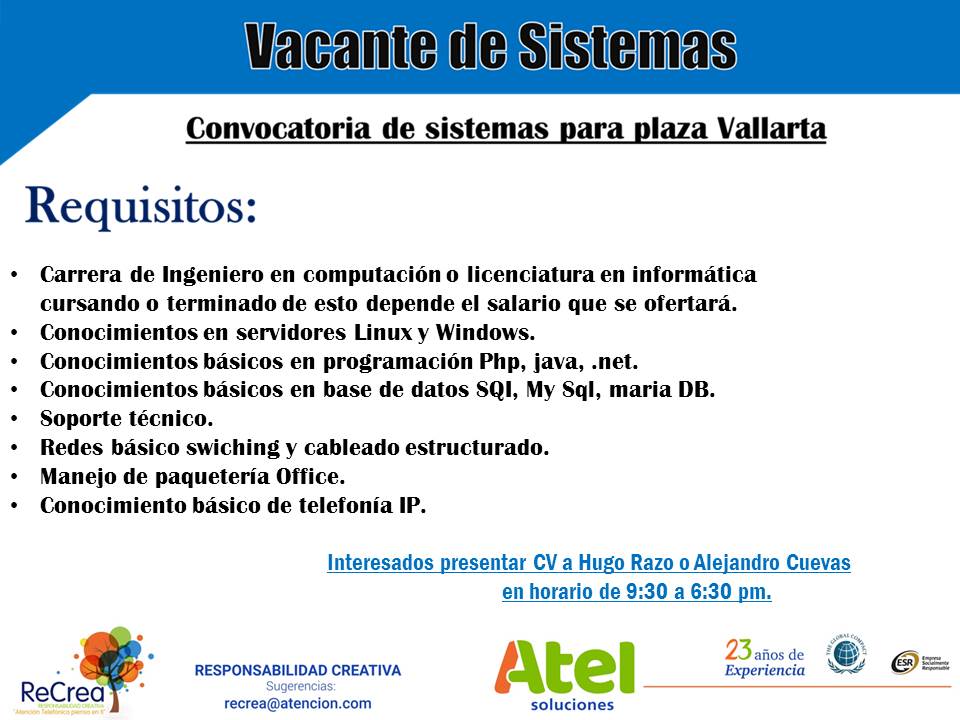 Vacante de Sistemas
Convocatoria de sistemas para plaza Vallarta
Requisitos:
• Carrera de Ingeniero en computación o licenciatura en informática
cursando o terminado de esto depende el salario que se ofertará.
• Conocimientos en servidores Linux y Windows.
• Conocimientos básicos en programación Php, java, .net.
• Conocimientos básicos en base de datos SQl, My Sql, maria DB.
• Soporte técnico.
• Redes básico swiching y cableado estructurado.
• Manejo de paquetería Office.
• Conocimiento básico de telefonía IP.
Interesados presentar CV a Hugo Razo o Alejandro Cuevas
en horario de 9:30 a 6:30 pm.
ReCrea
RESPONSABILIDAD CREATIVA
"Atención Telefónica piensa en ti"
RESPONSABILIDAD CREATIVA
Sugerencias:
recrea@atencion.com
Atel
soluciones
23 años de
Experiencia
THE GLOBAL COMPACT
ESR
Empresa
Socialmente
Responsable